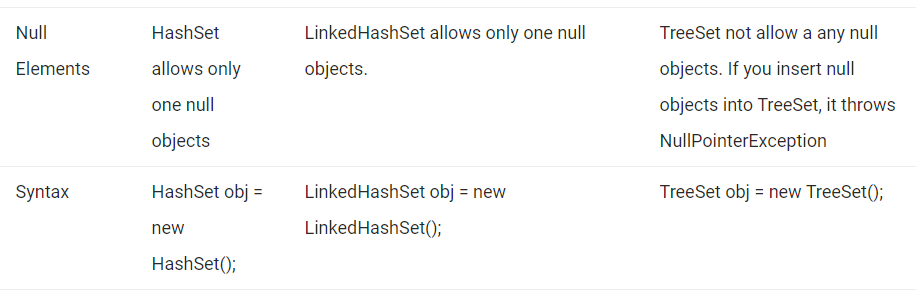 Null
Elements
HashSet
allows only
one null
objects
LinkedHashSet allows only one null
objects.
TreeSet not allow a any null
objects. If you insert null
objects into TreeSet, it throws
NullPointerException
Syntax
HashSet obj =
new
HashSet();
LinkedHashSet obj = new
LinkedHashSet();
TreeSet obj = new TreeSet();